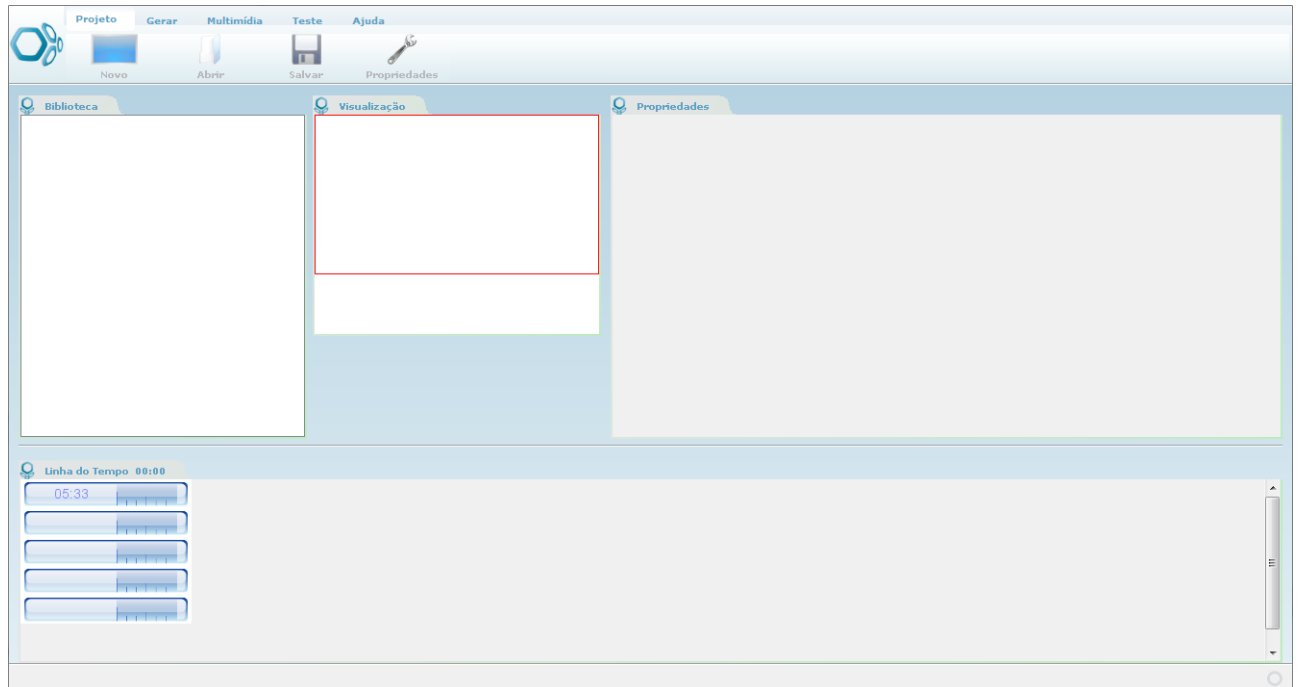 Projeto Gerar Multimídia Teste Ajuda
Novo Abrir Salvar Propriedades
Biblioteca Visualização Propriedades
Linha do Tempo 00:00
05:33